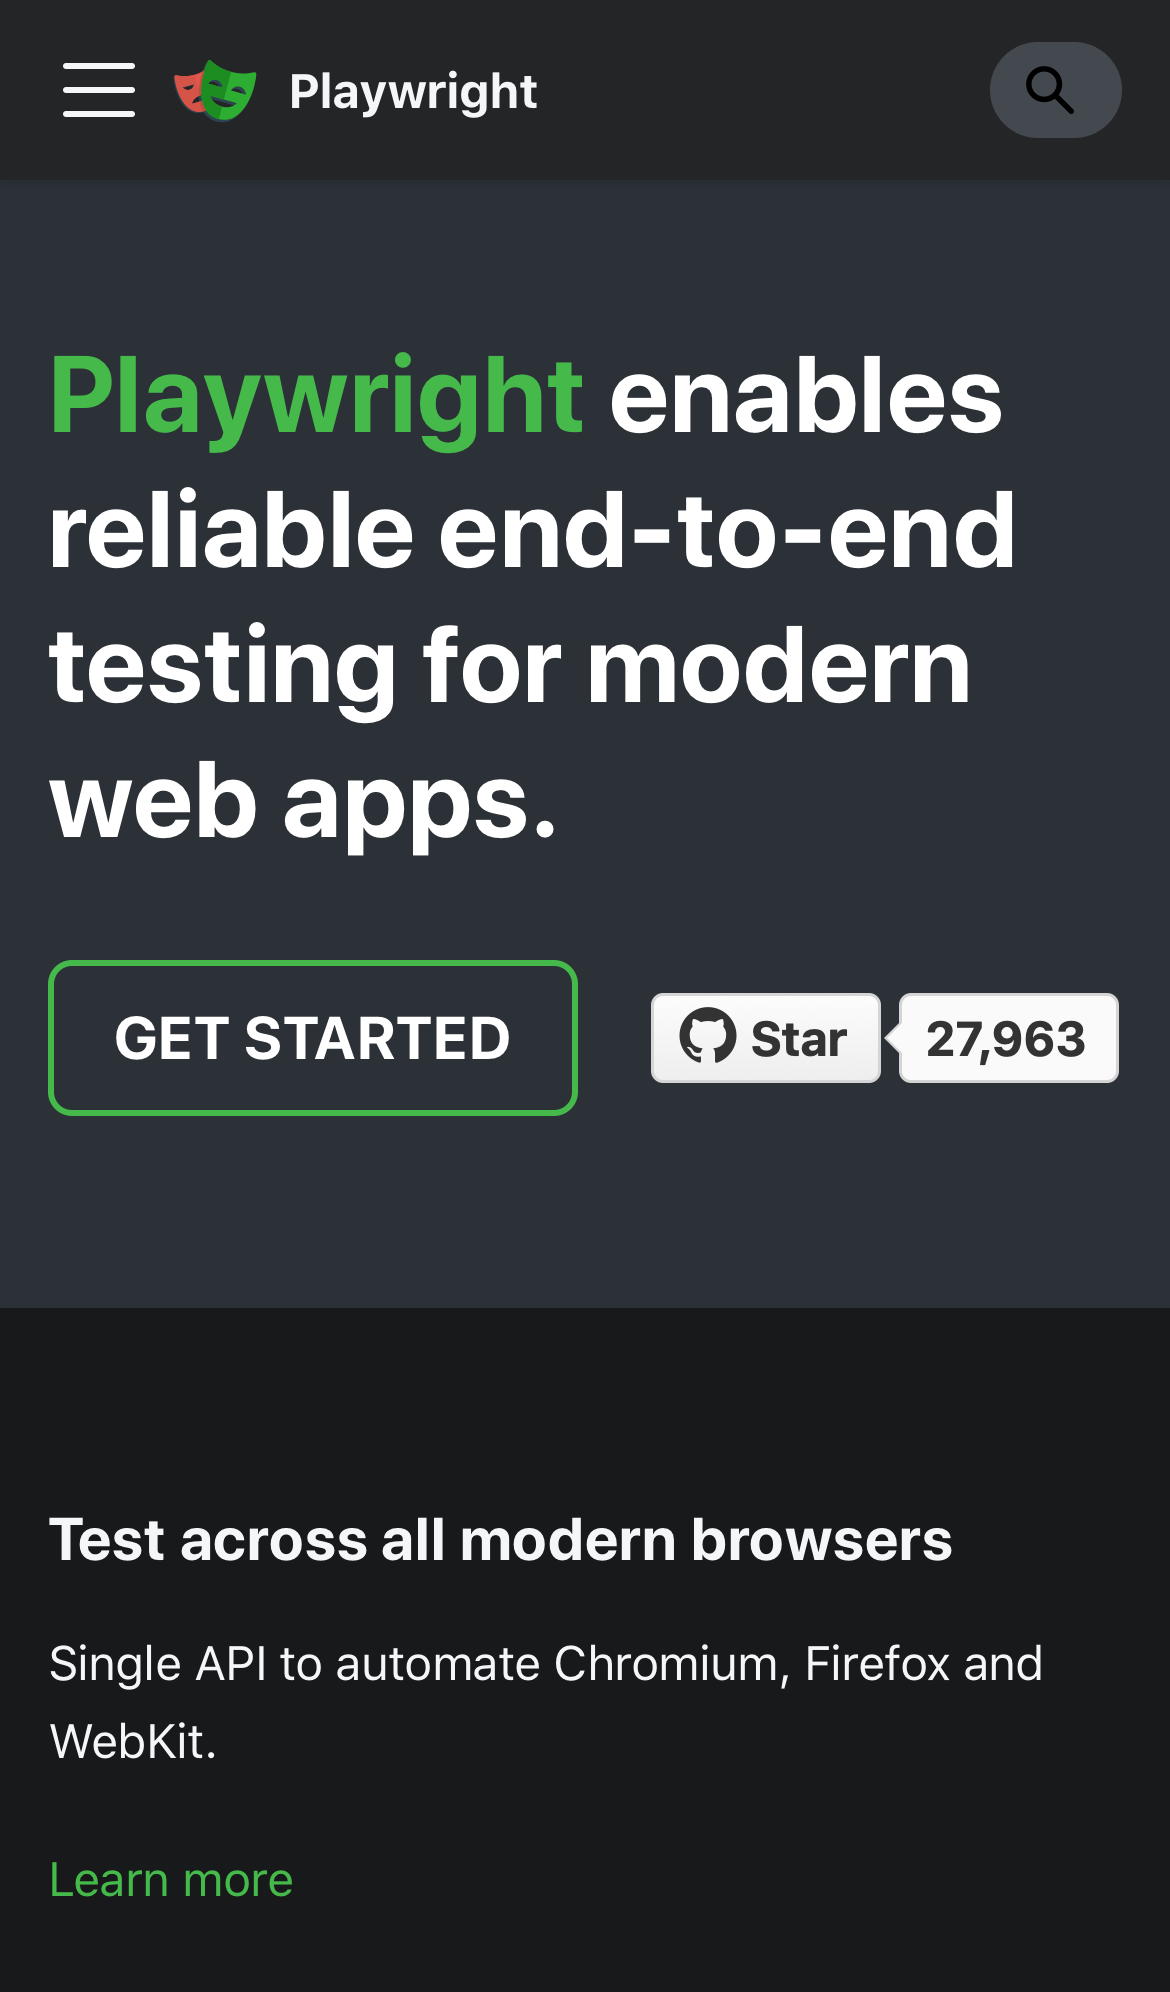 Playwright
Playwright enables
reliable end-to-end
testing for modern
web apps.
GET STARTED
Star
27,963
Test across all modern browsers
Single API to automate Chromium, Firefox and
WebKit.
Learn more